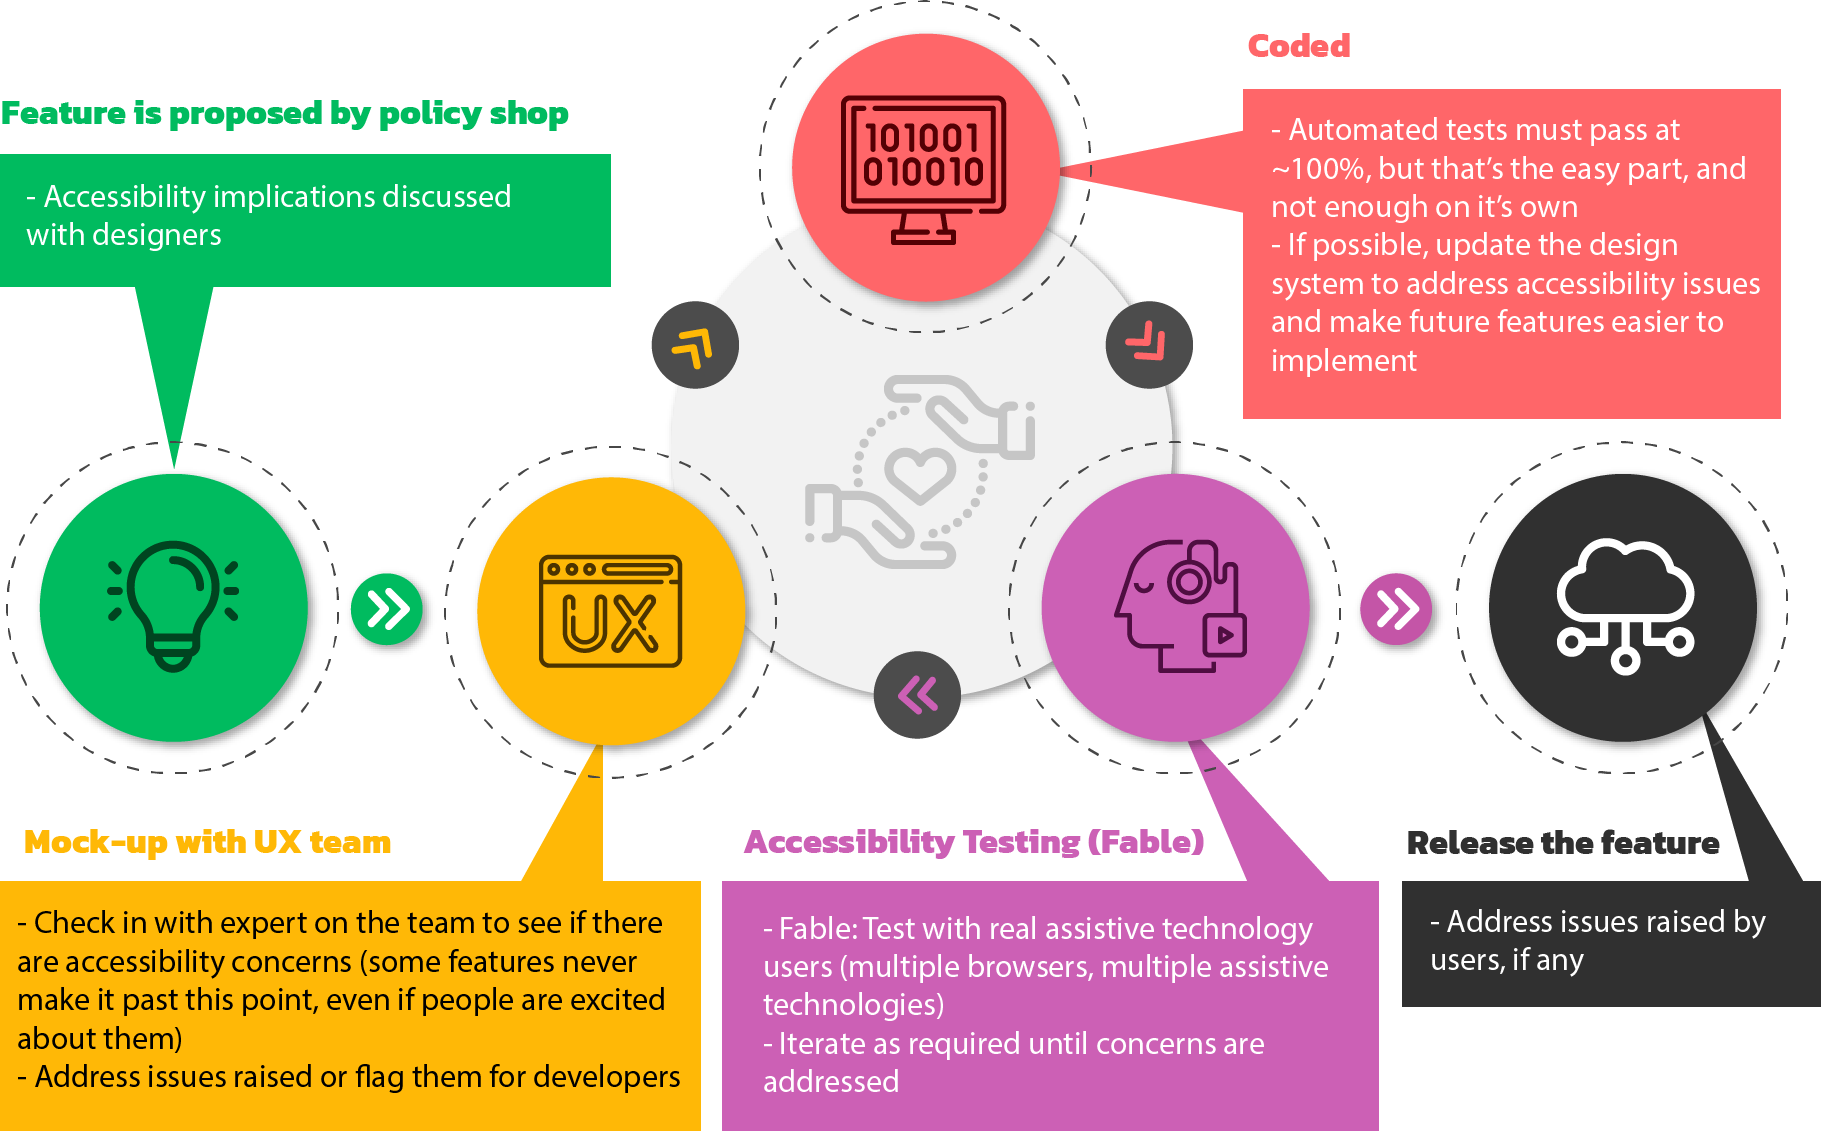 Feature is proposed by policy shop
- Accessibility implications discussed
with designers
Coded
- Automated tests must pass at
~100%, but that’s the easy part, and
not enough on it’s own
- If possible, update the design
system to address accessibility issues
and make future features easier to
implement
101001
010010
UX
Mock-up with UX team
- Check in with expert on the team to see if there
are accessibility concerns (some features never
make it past this point, even if people are excited
about them)
- Address issues raised or flag them for developers
Accessibility Testing (Fable)
- Fable: Test with real assistive technology
users (multiple browsers, multiple assistive
technologies)
- Iterate as required until concerns are
addressed
Release the feature
- Address issues raised by
users, if any